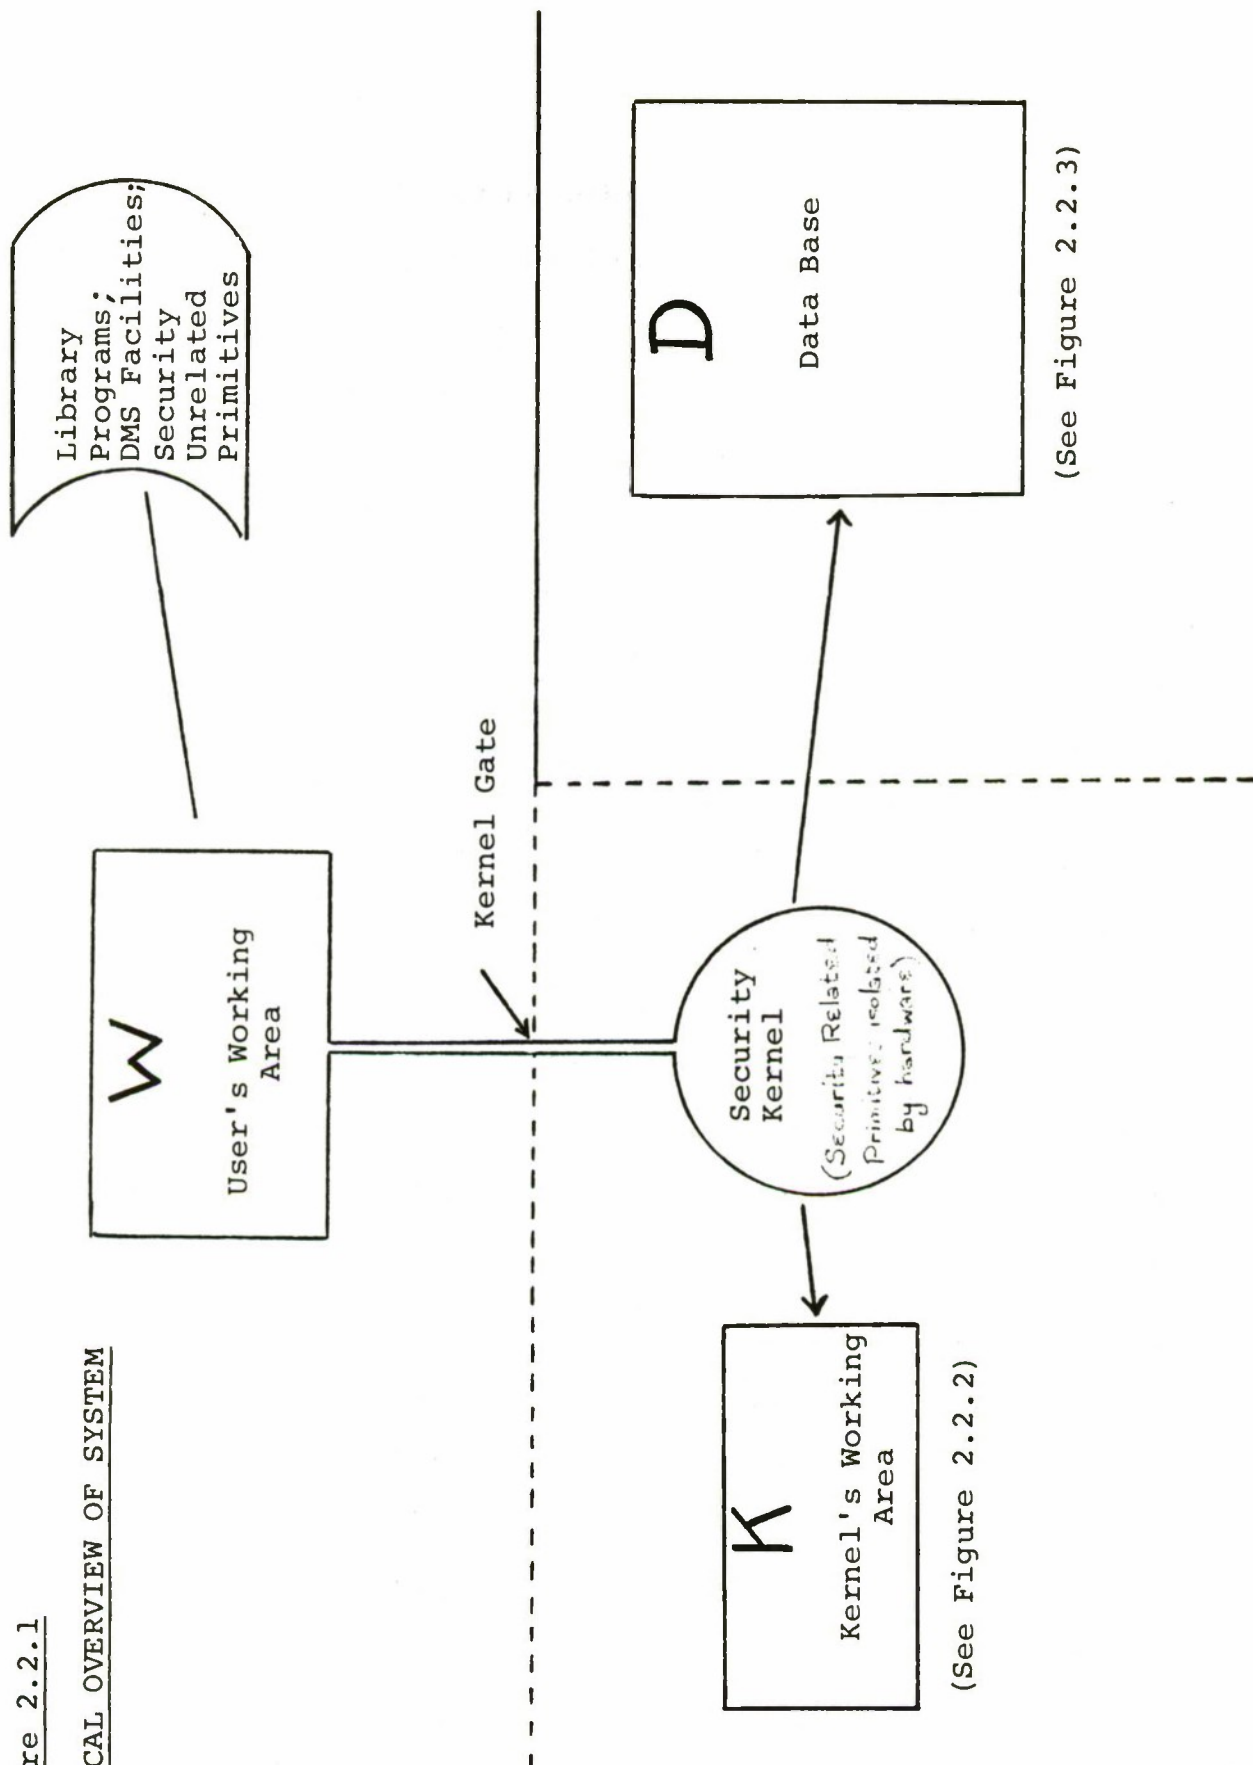 re 2.2.1
CAL OVERVIEW OF SYSTEM
W
User's Working
Area
Library
Programs;
DMS Facilities;
Security
Unrelated
Primitives
Kernel Gate
K
Kernel's Working
Area
(See Figure 2.2.2)
Security
Kernel
(Security Related
Primitives isolated
by hardware)
D
Data Base
(See Figure 2.2.3)